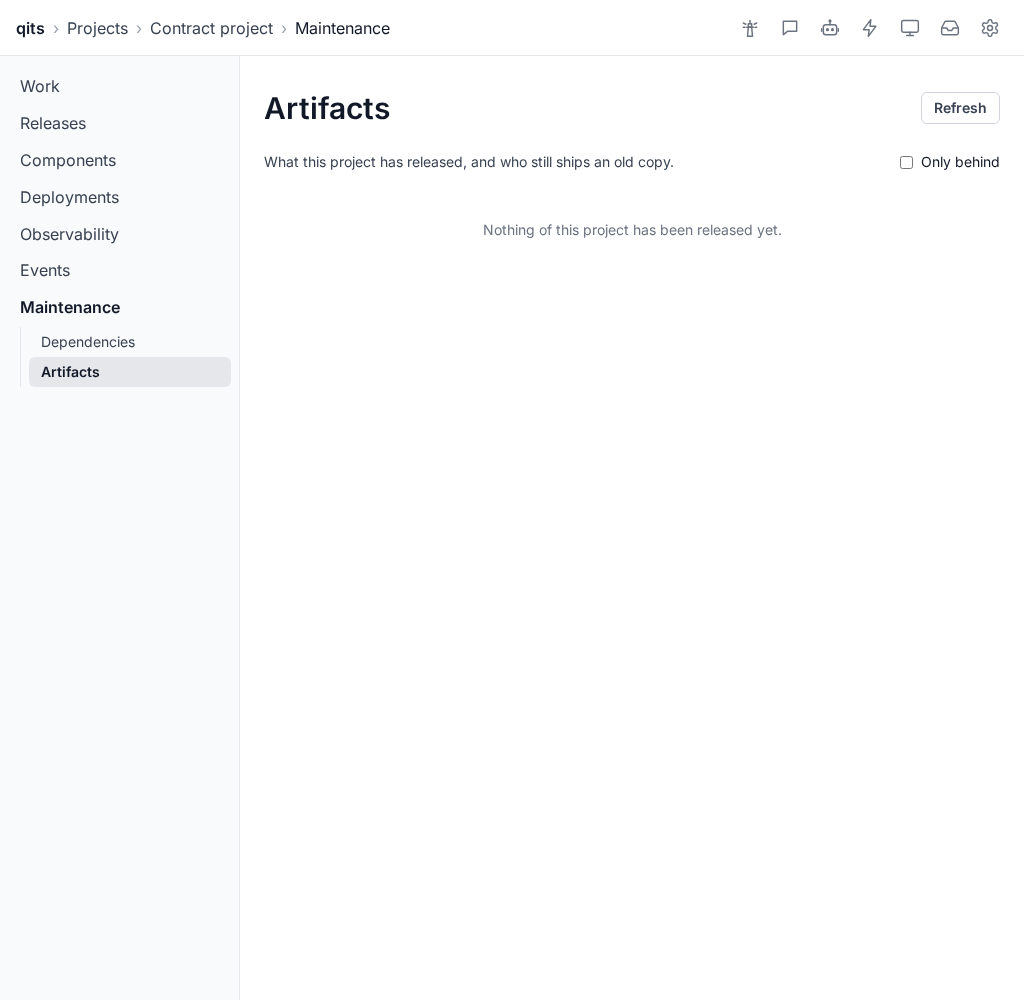 qits › Projects › Contract project › Maintenance
Work
Releases
Components
Deployments
Observability
Events
Maintenance
Dependencies
Artifacts
Artifacts
Refresh
What this project has released, and who still ships an old copy.
Only behind
Nothing of this project has been released yet.